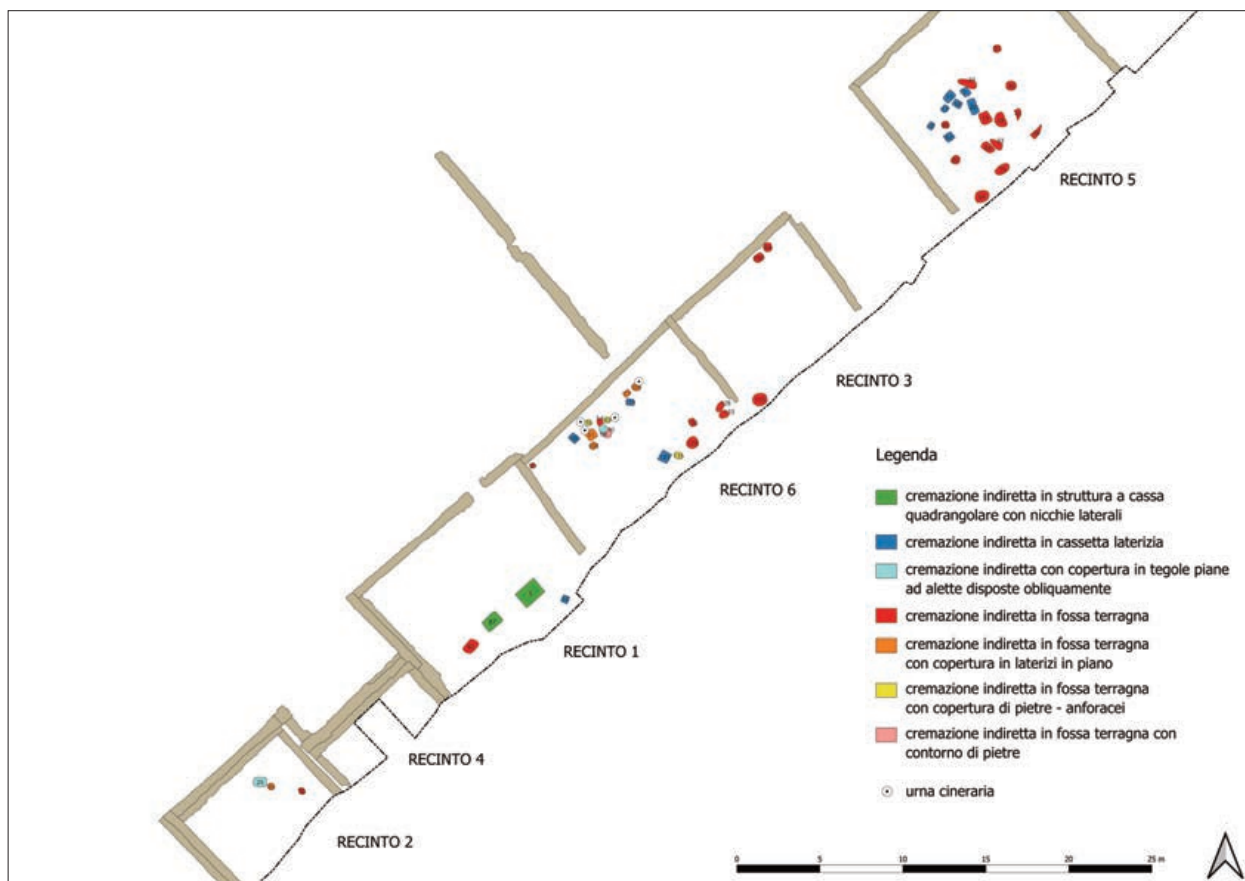 RECINTO 5
RECINTO 3
RECINTO 6
RECINTO 1
RECINTO 4
RECINTO 2
Legenda
cremazione indiretta in struttura a cassa
quadrangolare con nicchie laterali
cremazione indiretta in cassetta laterizia
cremazione indiretta con copertura in tegole piane
ad alette disposte obliquamente
cremazione indiretta in fossa terragna
cremazione indiretta in fossa terragna
con copertura in laterizi in piano
cremazione indiretta in fossa terragna
con copertura di pietre - anforacei
cremazione indiretta in fossa terragna con
contorno di pietre
urna cineraria
0 5 10 15 20 25 m